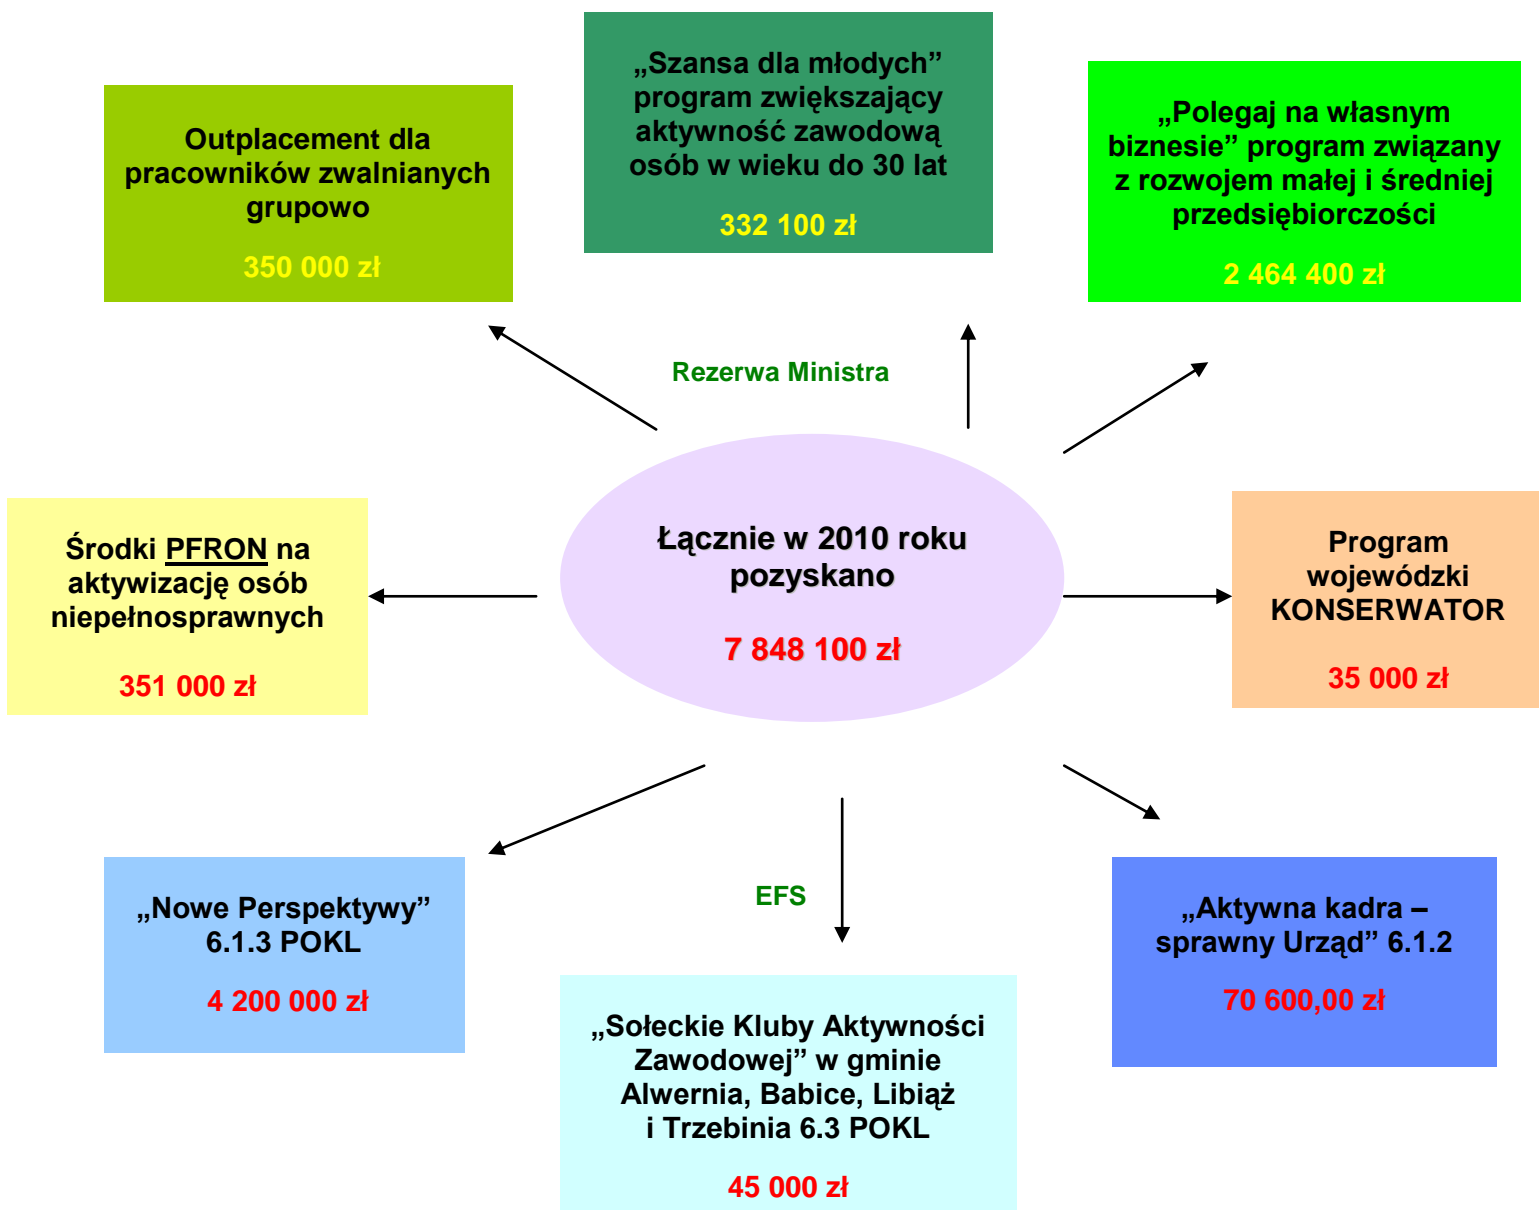 „Szansa dla młodych”
program zwiększający
aktywność zawodową
osób w wieku do 30 lat
332 100 zł
Outplacement dla
pracowników zwalnianych
grupowo
350 000 zł
„Polegaj na własnym
biznesie” program związany
z rozwojem małej i średniej
przedsiębiorczości
2 464 400 zł
Rezerwa Ministra
Środki PFRON na
aktywizację osób
niepełnosprawnych
351 000 zł
Łącznie w 2010 roku
pozyskano
7 848 100 zł
Program
wojewódzki
KONSERWATOR
35 000 zł
„Nowe Perspektywy”
6.1.3 POKL
4 200 000 zł
EFS
„Aktywna kadra –
sprawny Urząd” 6.1.2
70 600,00 zł
„Sołeckie Kluby Aktywności
Zawodowej” w gminie
Alwernia, Babice, Libiąż
i Trzebinia 6.3 POKL
45 000 zł